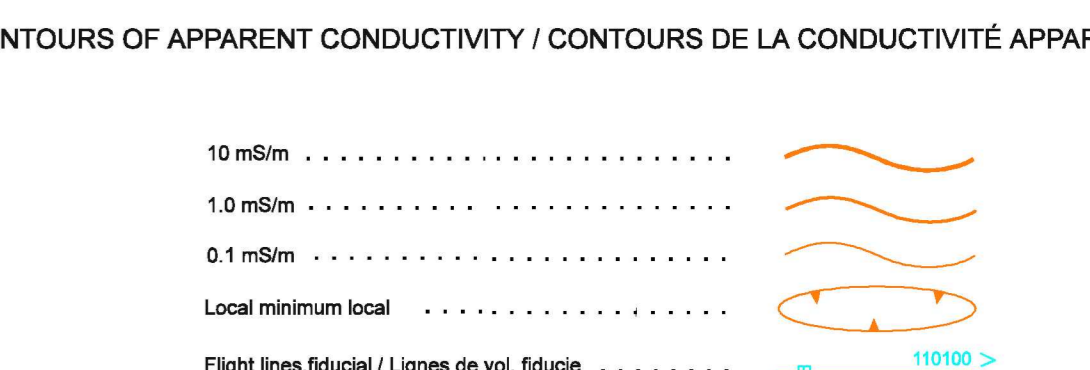 NTOURS OF APPARENT CONDUCTIVITY / CONTOURS DE LA CONDUCTIVITÉ APPAR
10 mS/m
1.0 mS/m
0.1 mS/m
Local minimum local
Flight lines fiducial / Lignes de vol, fiducie
110100 >